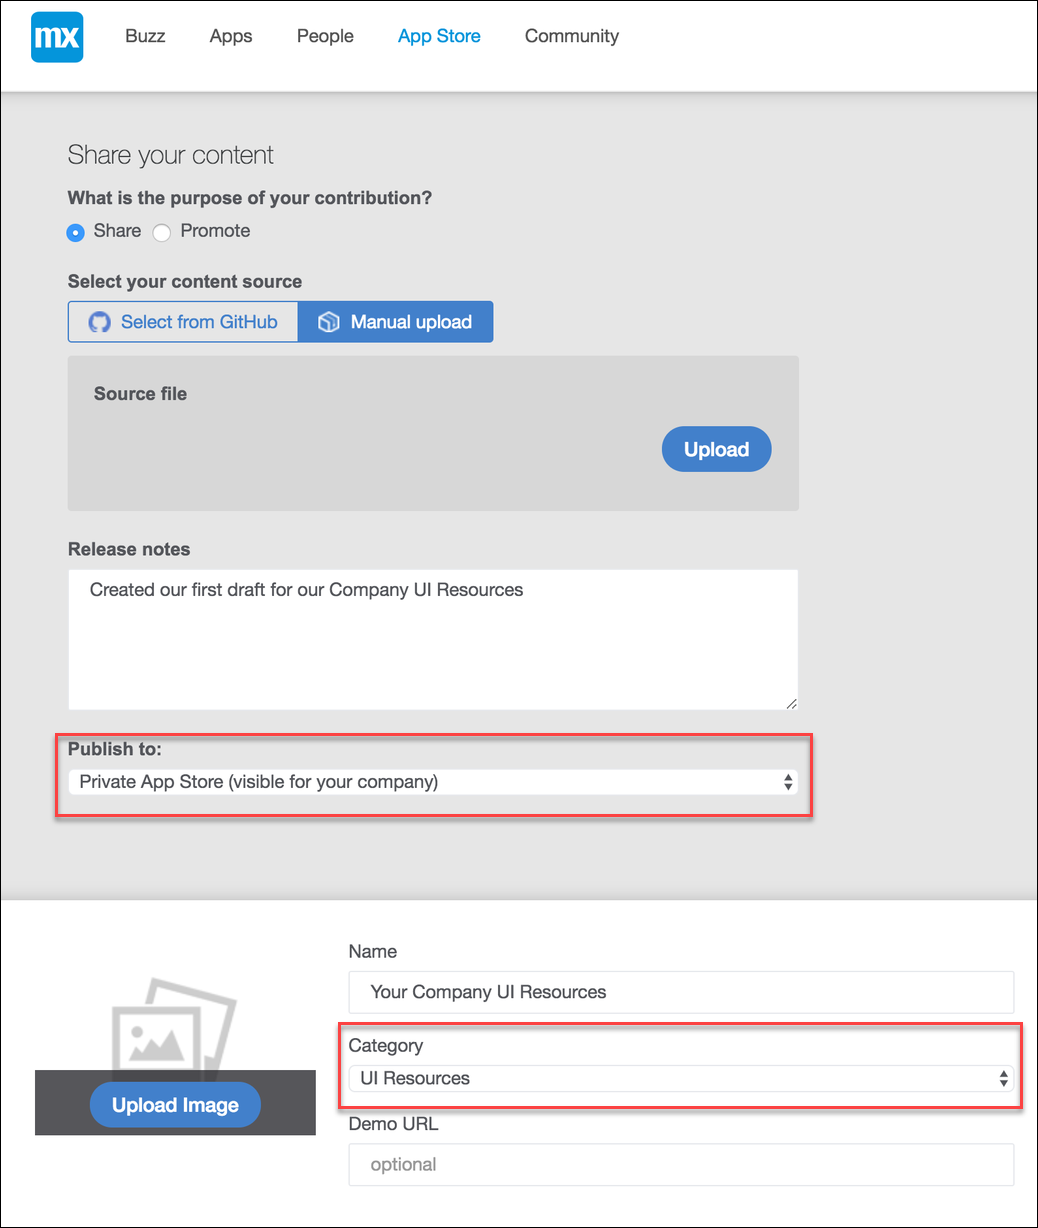 mx Buzz Apps People App Store Community
Share your content
What is the purpose of your contribution?
Share Promote
Select your content source
Select from GitHub Manual upload
Source file
Upload
Release notes
Created our first draft for our Company UI Resources
Publish to:
Private App Store (visible for your company)
Name
Your Company UI Resources
Category
UI Resources
Upload Image
Demo URL
optional